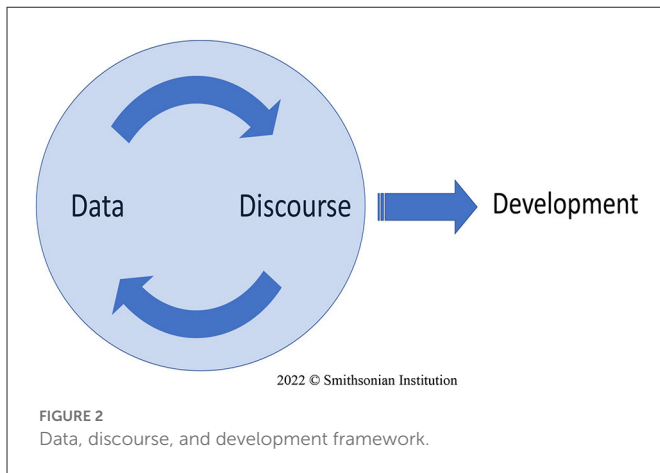 Data
Discourse
Development
2022 © Smithsonian Institution
FIGURE 2
Data, discourse, and development framework.